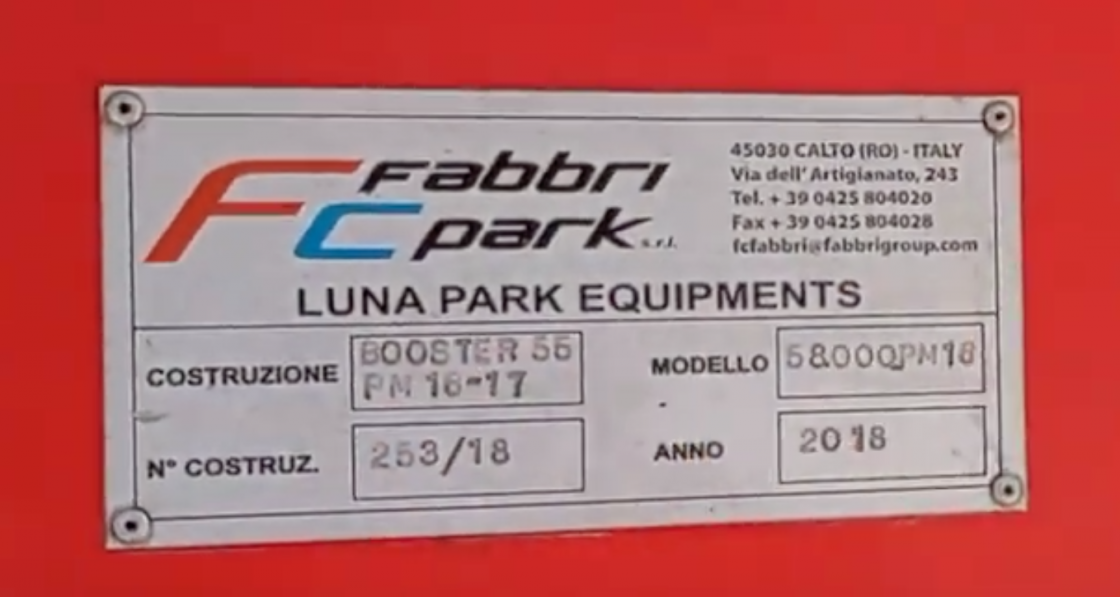 Fabbri
FC park s.r.l.
45030 CALTO (RO) - ITALY
Via dell' Artigianato, 243
Tel. + 39 0425 804020
Fax + 39 0425 804028
fcfabbri@fabbrigroup.com
LUNA PARK EQUIPMENTS
COSTRUZIONE
BOOSTER 55
PM 16-17
MODELLO
58000PM18
N° COSTRUZ.
253/18
ANNO
2018